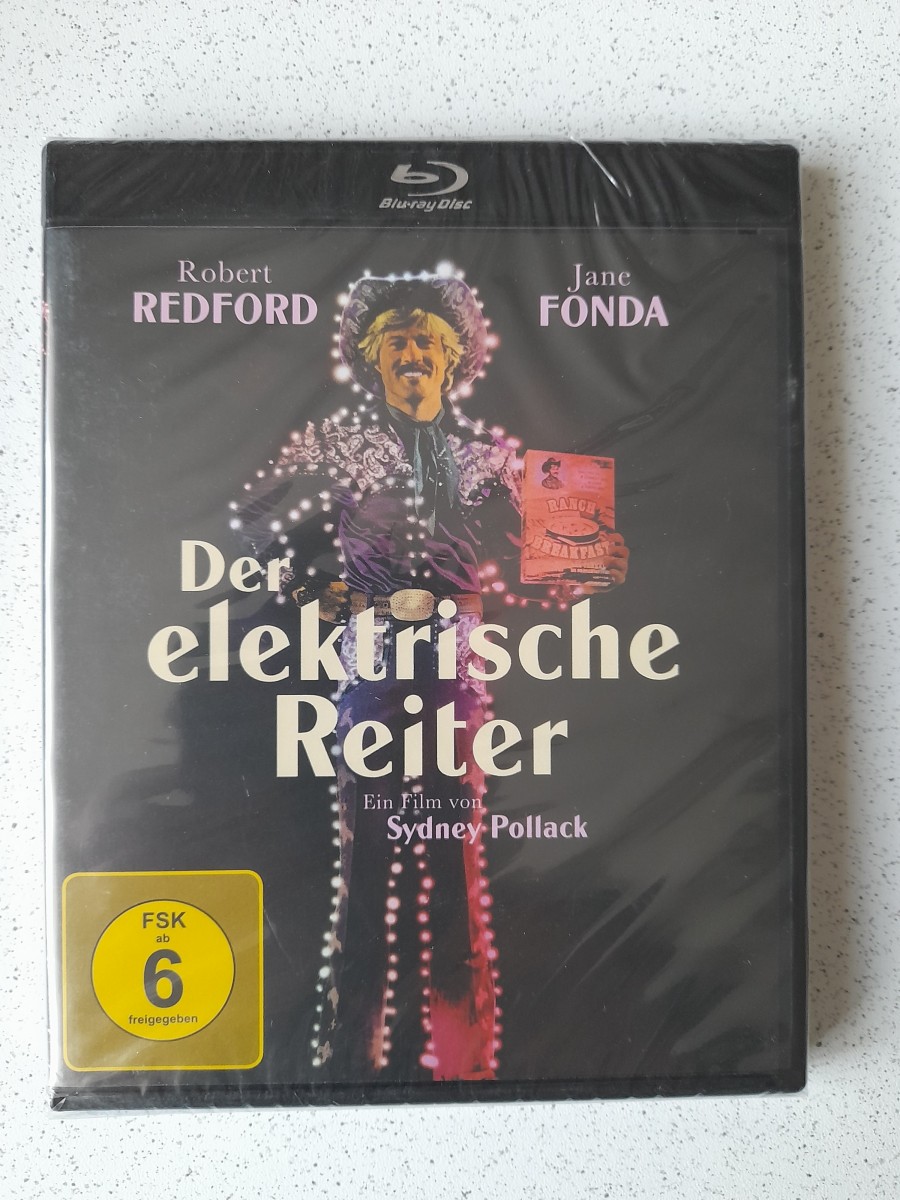 Blu-ray Disc
Robert
REDFORD
Jane
FONDA
RANCH
BREAKFAST
Der
elektrische
Reiter
Ein Film von
Sydney Pollack
FSK
ab
6
freigegeben